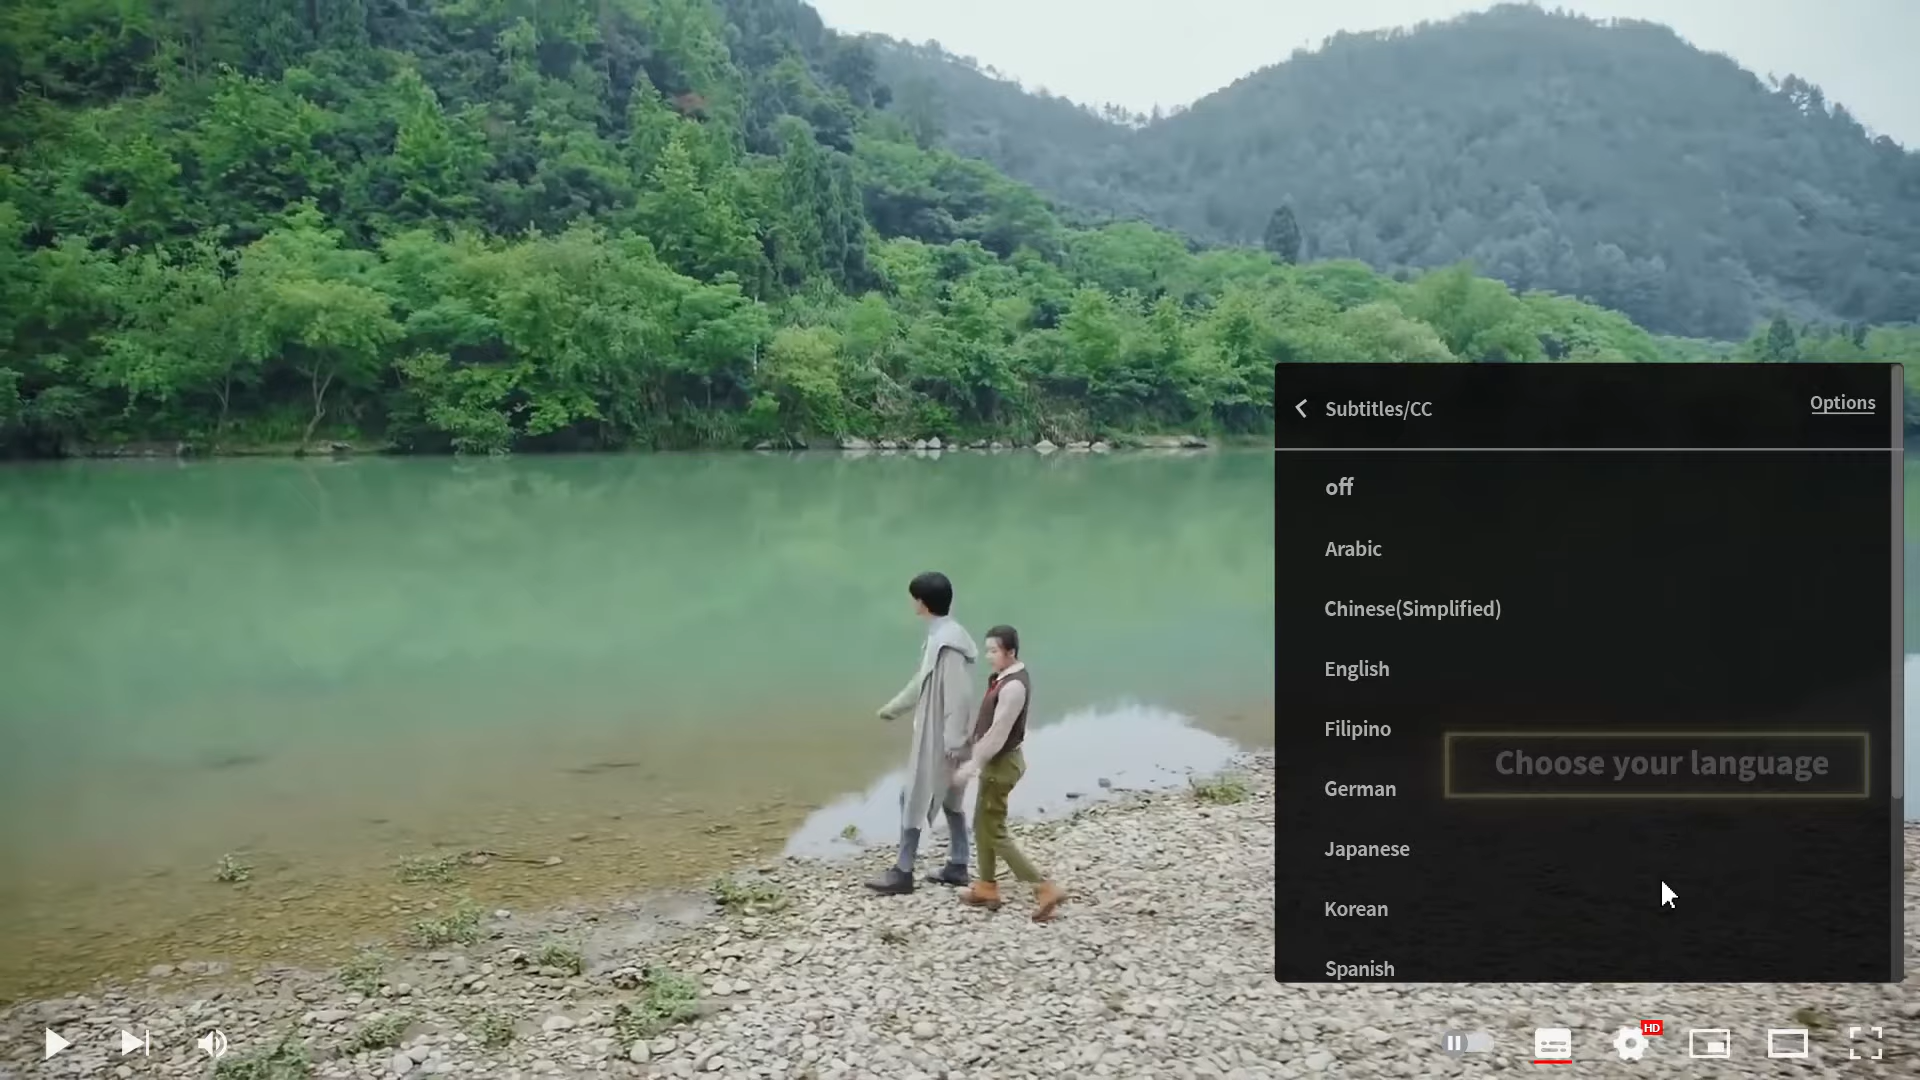 Subtitles/CC
Options
off
Arabic
Chinese(Simplified)
English
Filipino
Choose your language
German
Japanese
Korean
Spanish
HD